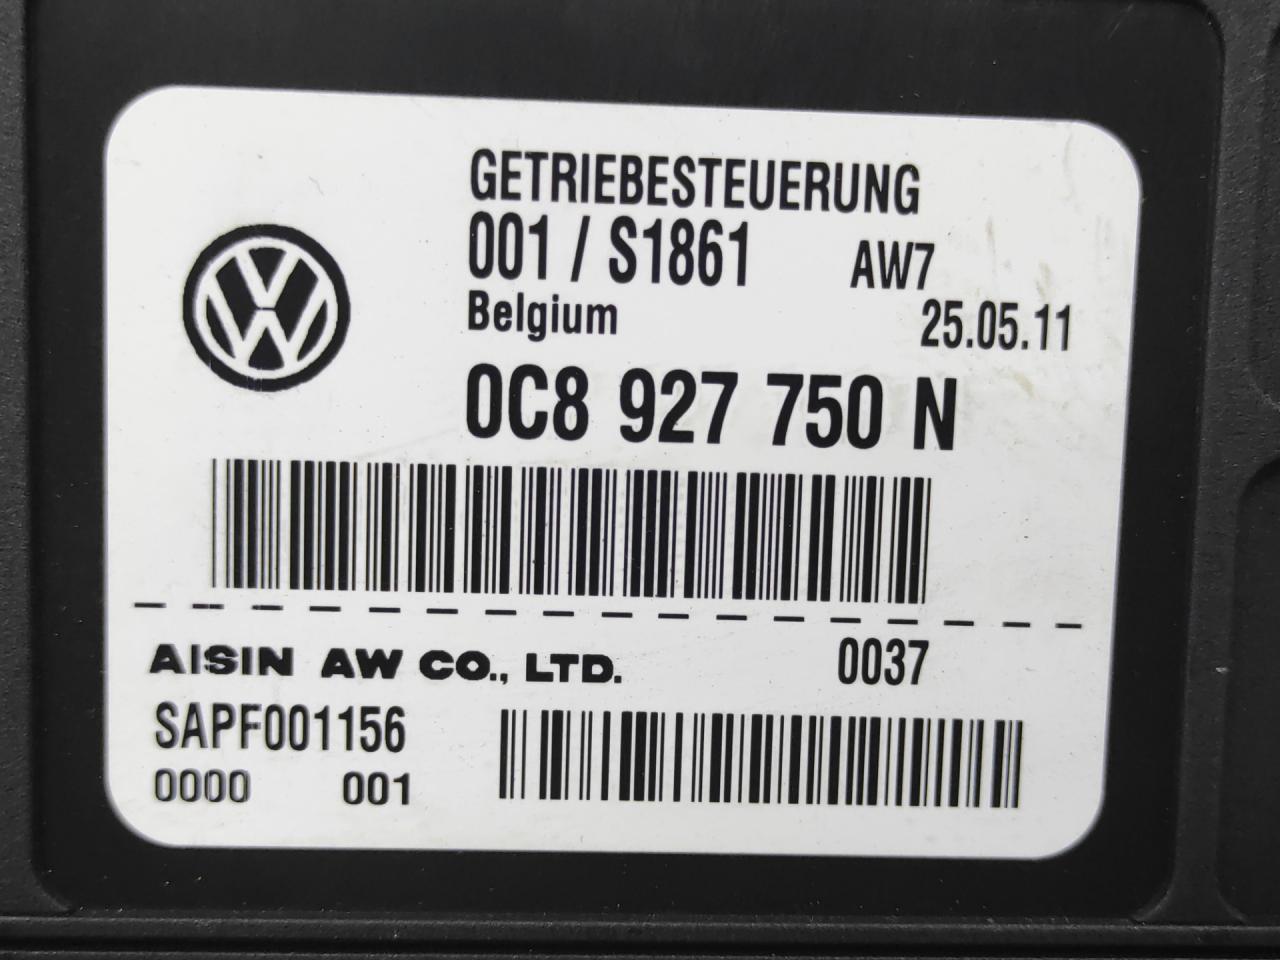 GETRIEBESTEUERUNG
001 / S1861 AW7
Belgium 25.05.11
0C8 927 750 N
AISIN AW CO., LTD. 0037
SAPF001156
0000 001